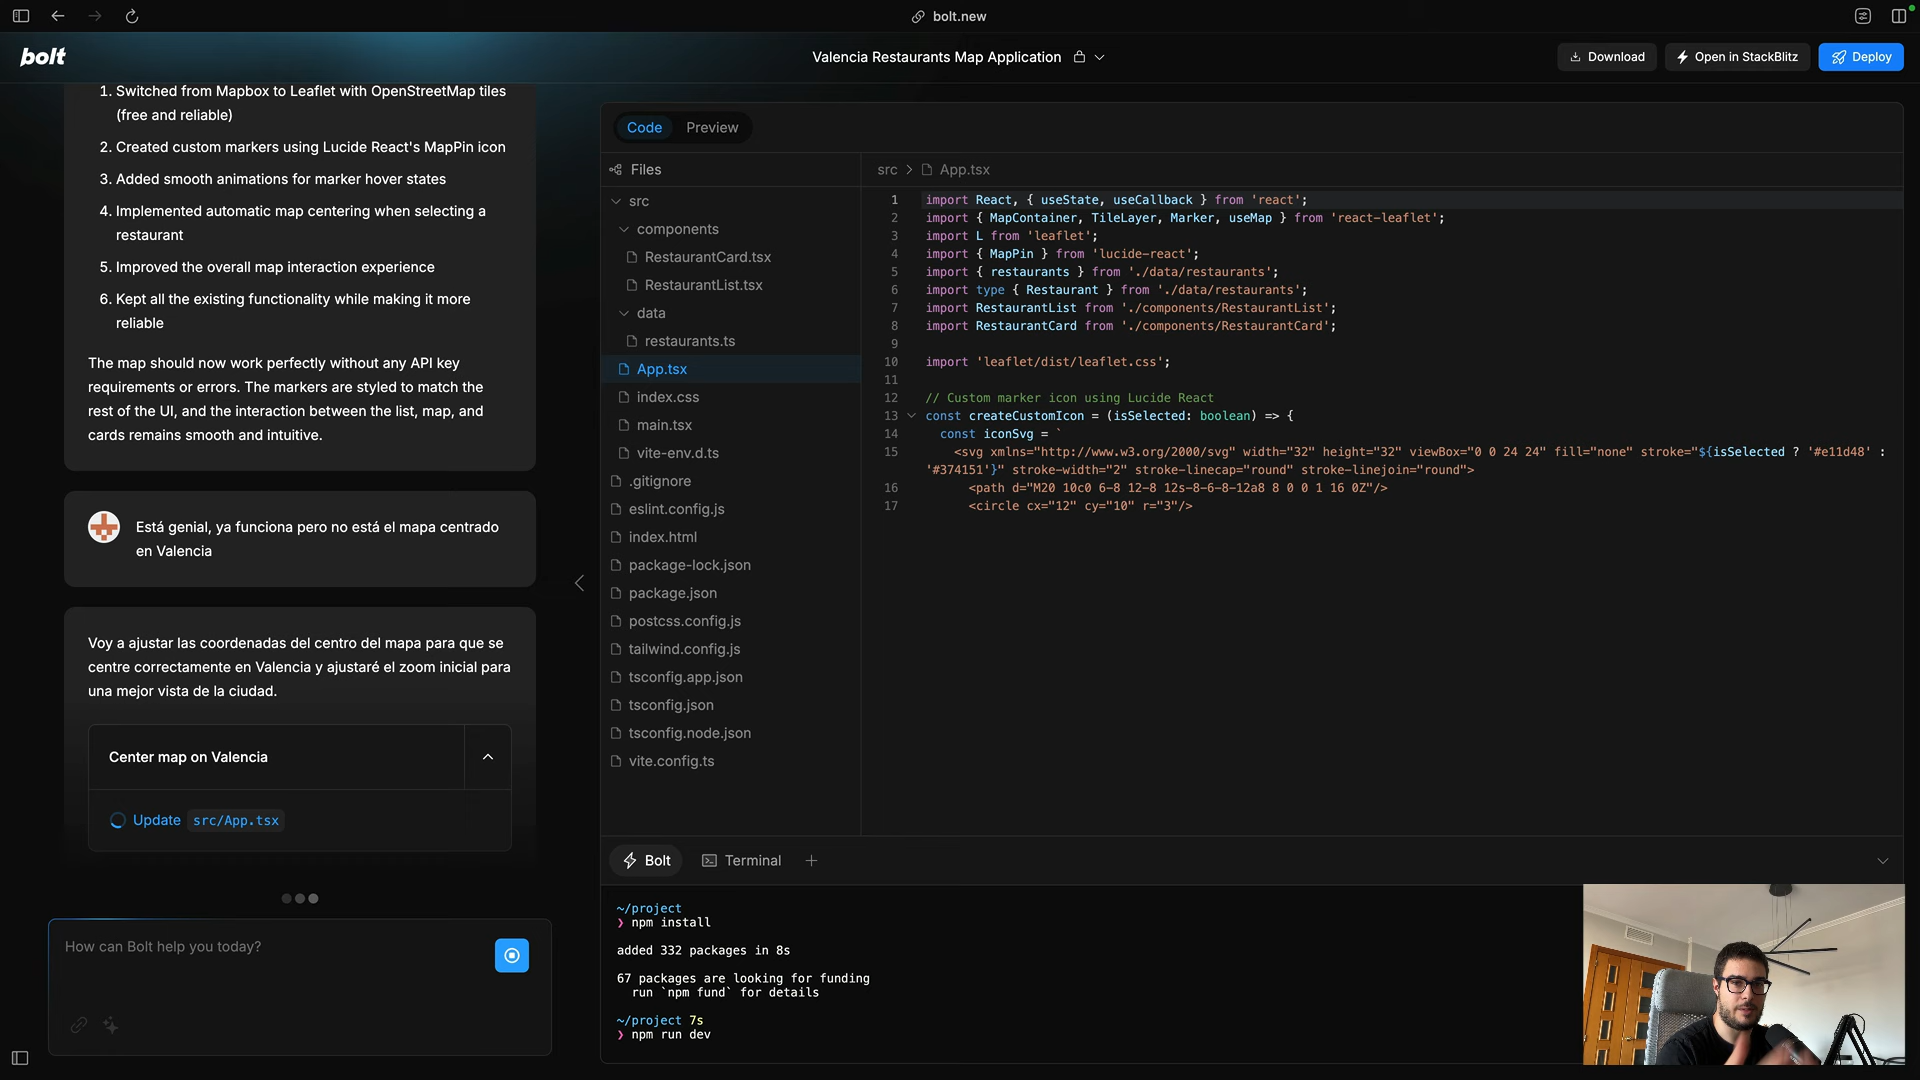 bolt.new
bolt
Valencia Restaurants Map Application
Download
Open in StackBlitz
Deploy
1. Switched from Mapbox to Leaflet with OpenStreetMap tiles
(free and reliable)
2. Created custom markers using Lucide React's MapPin icon
3. Added smooth animations for marker hover states
4. Implemented automatic map centering when selecting a
restaurant
5. Improved the overall map interaction experience
6. Kept all the existing functionality while making it more
reliable
The map should now work perfectly without any API key
requirements or errors. The markers are styled to match the
rest of the UI, and the interaction between the list, map, and
cards remains smooth and intuitive.
Está genial, ya funciona pero no está el mapa centrado
en Valencia
Voy a ajustar las coordenadas del centro del mapa para que se
centre correctamente en Valencia y ajustaré el zoom inicial para
una mejor vista de la ciudad.
Center map on Valencia
Update src/App.tsx
How can Bolt help you today?
Code
Preview
Files
src
components
RestaurantCard.tsx
RestaurantList.tsx
data
restaurants.ts
App.tsx
index.css
main.tsx
vite-env.d.ts
.gitignore
eslint.config.js
index.html
package-lock.json
package.json
postcss.config.js
tailwind.config.js
tsconfig.app.json
tsconfig.json
tsconfig.node.json
vite.config.ts
src > App.tsx
1 import React, { useState, useCallback } from 'react';
2 import { MapContainer, TileLayer, Marker, useMap } from 'react-leaflet';
3 import L from 'leaflet';
4 import { MapPin } from 'lucide-react';
5 import { restaurants } from './data/restaurants';
6 import type { Restaurant } from './data/restaurants';
7 import RestaurantList from './components/RestaurantList';
8 import RestaurantCard from './components/RestaurantCard';
9
10 import 'leaflet/dist/leaflet.css';
11
12 // Custom marker icon using Lucide React
13 const createCustomIcon = (isSelected: boolean) => {
14 const iconSvg = `
15 <svg xmlns="http://www.w3.org/2000/svg" width="32" height="32" viewBox="0 0 24 24" fill="none" stroke="${isSelected ? '#e11d48' :
'#374151'}" stroke-width="2" stroke-linecap="round" stroke-linejoin="round">
16 <path d="M20 10c0 6-8 12-8 12s-8-6-8-12a8 8 0 0 1 16 0Z"/>
17 <circle cx="12" cy="10" r="3"/>
Bolt
Terminal
~/project
❯ npm install
added 332 packages in 8s
67 packages are looking for funding
run `npm fund` for details
~/project 7s
❯ npm run dev